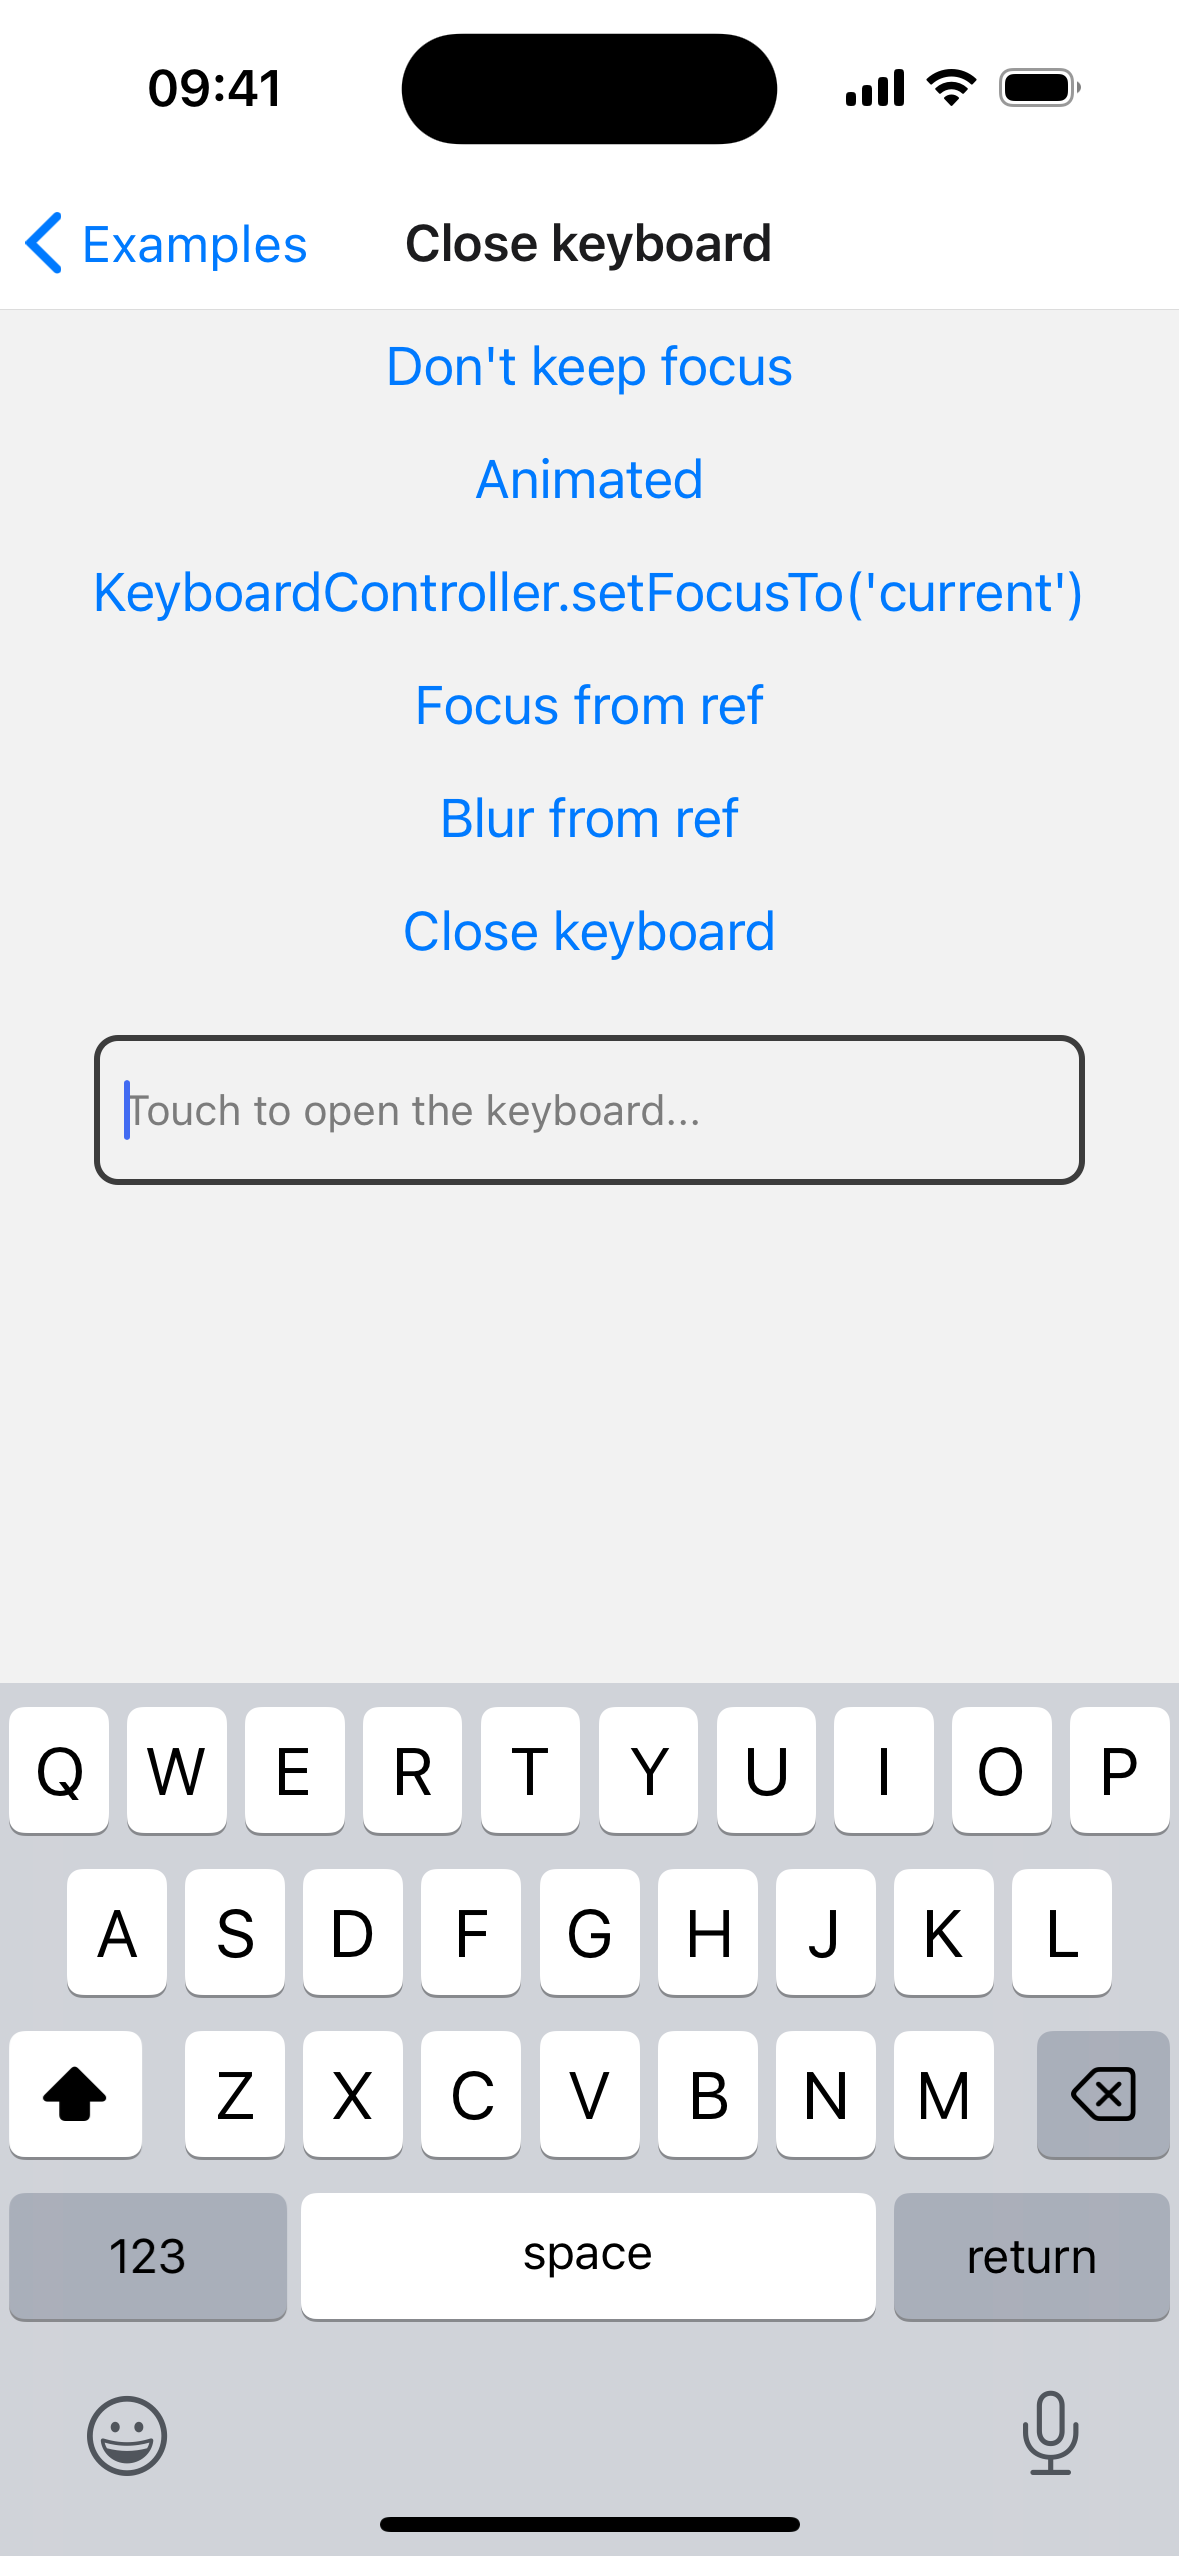 09:41
Examples
Close keyboard
Don't keep focus
Animated
KeyboardController.setFocusTo('current')
Focus from ref
Blur from ref
Close keyboard
Touch to open the keyboard...
Q W E R T Y U I O P
A S D F G H J K L
Z X C V B N M
123 space return